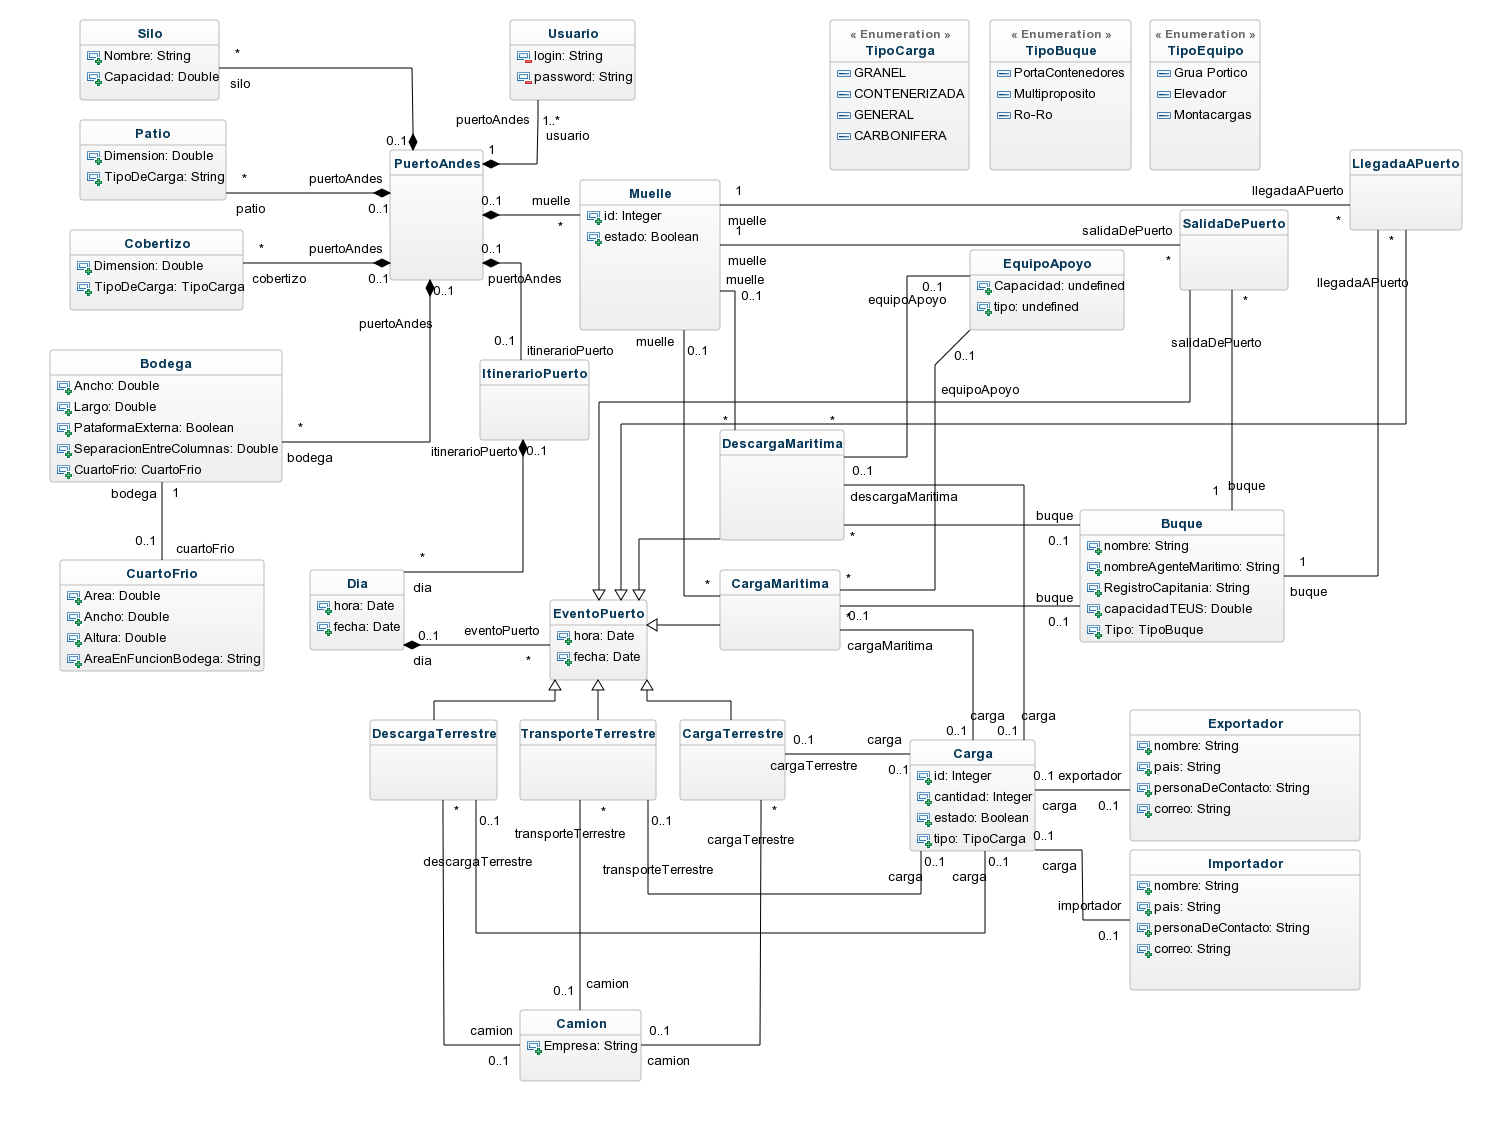 Silo
Nombre: String
Capacidad: Double
*
silo
Usuario
login: String
password: String
puertoAndes
1..*
usuario
« Enumeration »
TipoCarga
GRANEL
CONTENERIZADA
GENERAL
CARBONIFERA
« Enumeration »
TipoBuque
PortaContenedores
Multiproposito
Ro-Ro
« Enumeration »
TipoEquipo
Grua Portico
Elevador
Montacargas
Patio
Dimension: Double
TipoDeCarga: String
*
patio
puertoAndes
0..1
0..1
PuertoAndes
1
0..1
muelle
*
Muelle
id: Integer
estado: Boolean
1
muelle
1
muelle
muelle
0..1
llegadaAPuerto
*
LlegadaAPuerto
*
llegadaAPuerto
salidaDePuerto
*
SalidaDePuerto
*
salidaDePuerto
Cobertizo
Dimension: Double
TipoDeCarga: TipoCarga
*
cobertizo
puertoAndes
0..1
0..1
puertoAndes
0..1
puertoAndes
EquipoApoyo
Capacidad: undefined
tipo: undefined
0..1
equipoApoyo
0..1
equipoApoyo
muelle
0..1
0..1
itinerarioPuerto
ItinerarioPuerto
itinerarioPuerto
0..1
Bodega
Ancho: Double
Largo: Double
PataformaExterna: Boolean
SeparacionEntreColumnas: Double
CuartoFrio: CuartoFrio
*
bodega
bodega
1
0..1
cuartoFrio
CuartoFrio
Area: Double
Ancho: Double
Altura: Double
AreaEnFuncionBodega: String
*
*
DescargaMaritima
0..1
descargaMaritima
*
buque
0..1
1
buque
Buque
nombre: String
nombreAgenteMaritimo: String
RegistroCapitania: String
capacidadTEUS: Double
Tipo: TipoBuque
1
buque
*
dia
Dia
hora: Date
fecha: Date
0..1
dia
eventoPuerto
*
EventoPuerto
hora: Date
fecha: Date
*
CargaMaritima
*
*
0..1
cargaMaritima
buque
0..1
DescargaTerrestre
TransporteTerrestre
CargaTerrestre
0..1
cargaTerrestre
carga
0..1
carga
0..1
carga
0..1
Carga
id: Integer
cantidad: Integer
estado: Boolean
tipo: TipoCarga
0..1
carga
exportador
0..1
Exportador
nombre: String
pais: String
personaDeContacto: String
correo: String
0..1
carga
importador
0..1
Importador
nombre: String
pais: String
personaDeContacto: String
correo: String
*
0..1
descargaTerrestre
*
transporteTerrestre
0..1
transporteTerrestre
*
cargaTerrestre
0..1
carga
0..1
carga
0..1
camion
camion
0..1
Camion
Empresa: String
0..1
camion